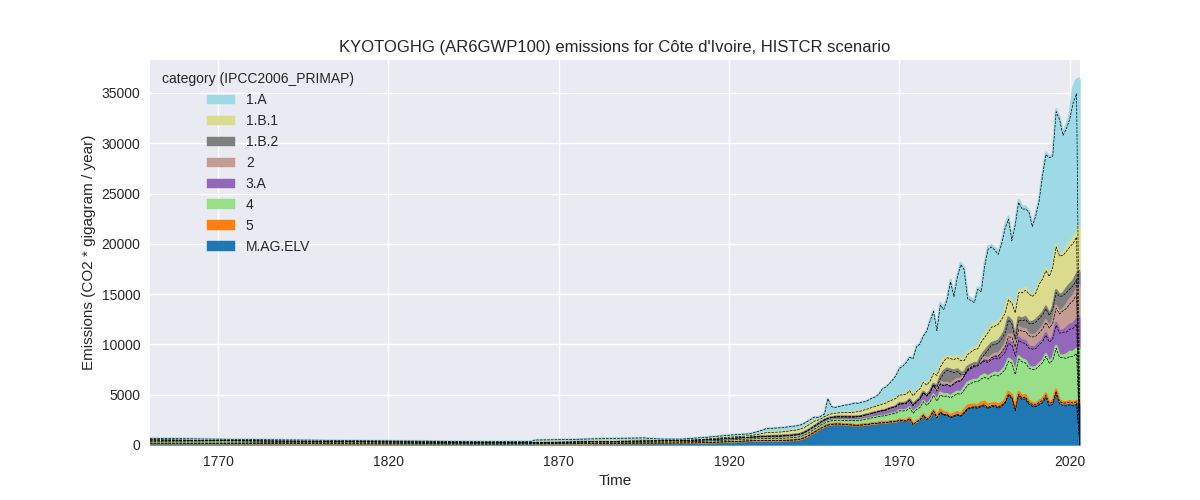 KYOTOGHG (AR6GWP100) emissions for Côte d'Ivoire, HISTCR scenario
category (IPCC2006_PRIMAP)
1.A
1.B.1
1.B.2
2
3.A
4
5
M.AG.ELV
Emissions (CO2 * gigagram / year)
35000
30000
25000
20000
15000
10000
5000
0
1770
1820
1870
1920
1970
2020
Time